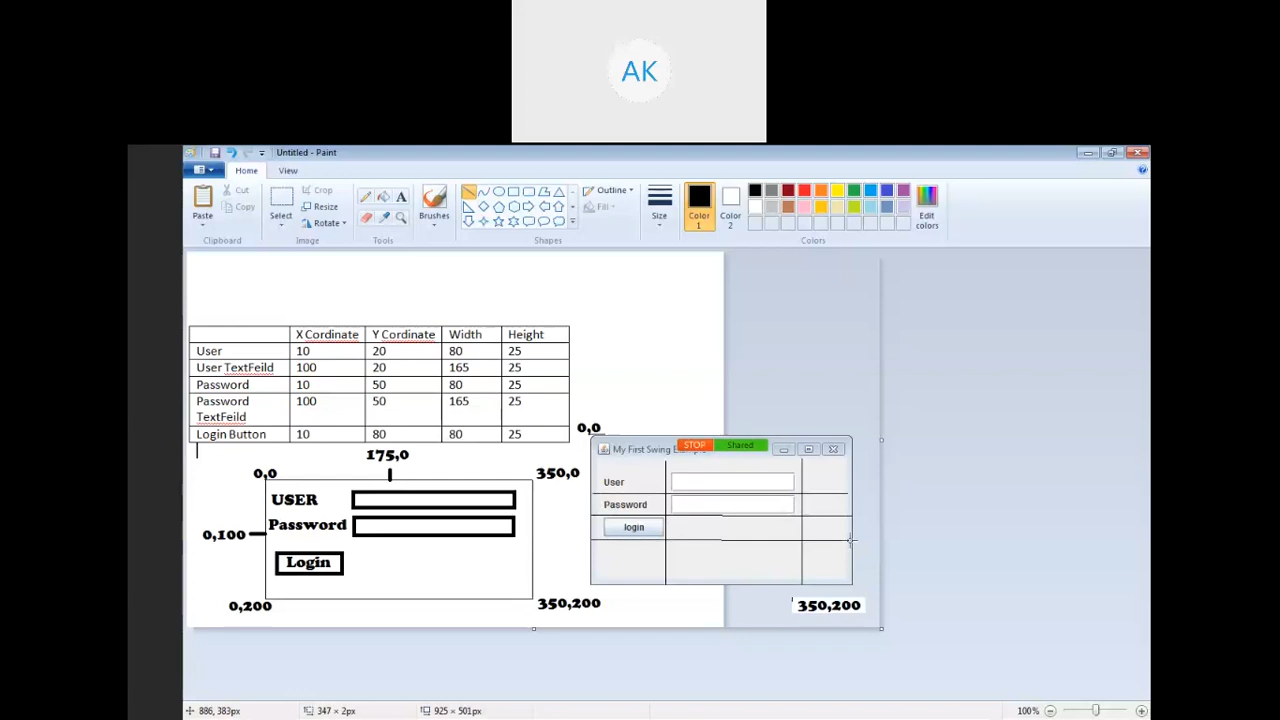 AK
Untitled - Paint
Home View
Paste Cut Copy Clipboard
Select Crop Resize Rotate Image
Tools
Brushes
Outline Fill Shapes
Size
Color 1 Color 2 Edit colors Colors
X Cordinate Y Cordinate Width Height
User 10 20 80 25
User TextFeild 100 20 165 25
Password 10 50 80 25
Password TextFeild 100 50 165 25
Login Button 10 80 80 25
0,0
My First Swing STOP Shared
User
Password
login
350,200
0,0 175,0 350,0
USER
0,100 Password
Login
0,200 350,200
886, 383px 347 × 2px 925 × 501px 100%